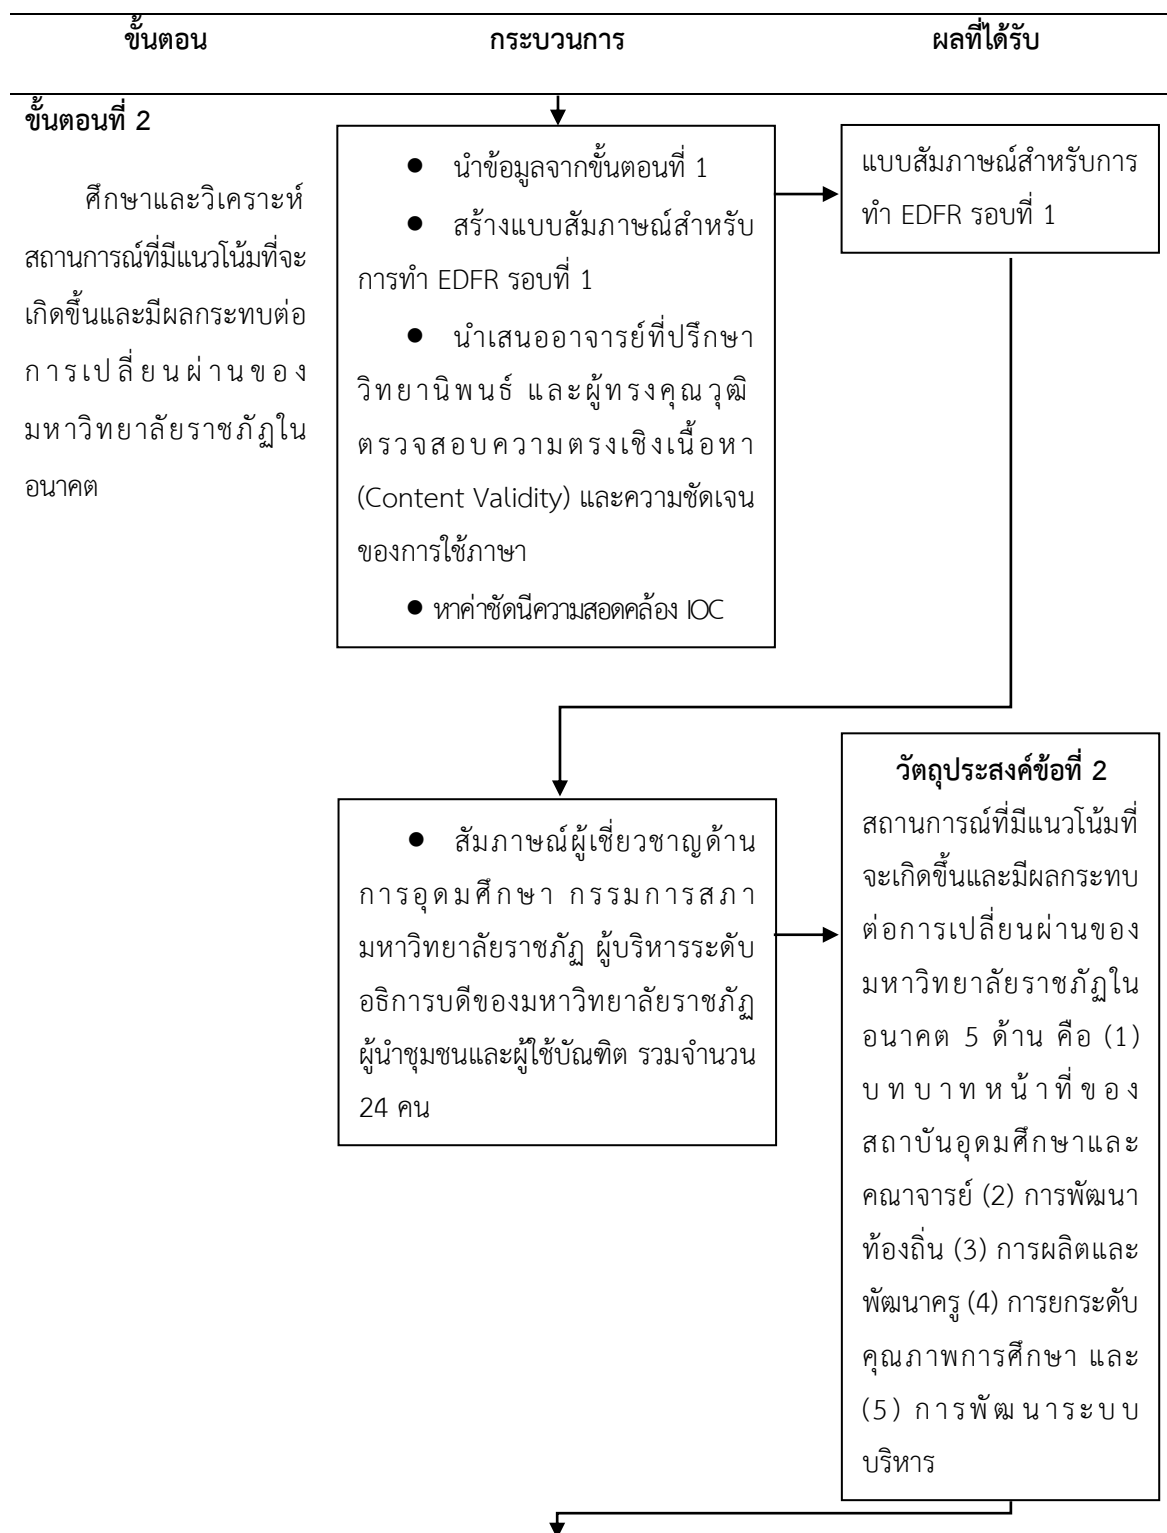 ขั้นตอน กระบวนการ ผลที่ได้รับ
ขั้นตอนที่ 2
ศึกษาและวิเคราะห์
สถานการณ์ที่มีแนวโน้มที่จะ
เกิดขึ้นและมีผลกระทบต่อ
การเปลี่ยนผ่านของ
มหาวิทยาลัยราชภัฏใน
อนาคต
● นำข้อมูลจากขั้นตอนที่ 1
● สร้างแบบสัมภาษณ์สำหรับ
การทำ EDFR รอบที่ 1
● นำเสนออาจารย์ที่ปรึกษา
วิทยานิพนธ์ และผู้ทรงคุณวุฒิ
ตรวจสอบความตรงเชิงเนื้อหา
(Content Validity) และความชัดเจน
ของการใช้ภาษา
● หาค่าชัดนีความสอดคล้อง IOC
แบบสัมภาษณ์สำหรับการ
ทำ EDFR รอบที่ 1
● สัมภาษณ์ผู้เชี่ยวชาญด้าน
การอุดมศึกษา กรรมการสภา
มหาวิทยาลัยราชภัฏ ผู้บริหารระดับ
อธิการบดีของมหาวิทยาลัยราชภัฏ
ผู้นำชุมชนและผู้ใช้บัณฑิต รวมจำนวน
24 คน
วัตถุประสงค์ข้อที่ 2
สถานการณ์ที่มีแนวโน้มที่
จะเกิดขึ้นและมีผลกระทบ
ต่อการเปลี่ยนผ่านของ
มหาวิทยาลัยราชภัฏใน
อนาคต 5 ด้าน คือ (1)
บทบาทหน้าที่ของ
สถาบันอุดมศึกษาและ
คณาจารย์ (2) การพัฒนา
ท้องถิ่น (3) การผลิตและ
พัฒนาครู (4) การยกระดับ
คุณภาพการศึกษา และ
(5) การพัฒนาระบบ
บริหาร